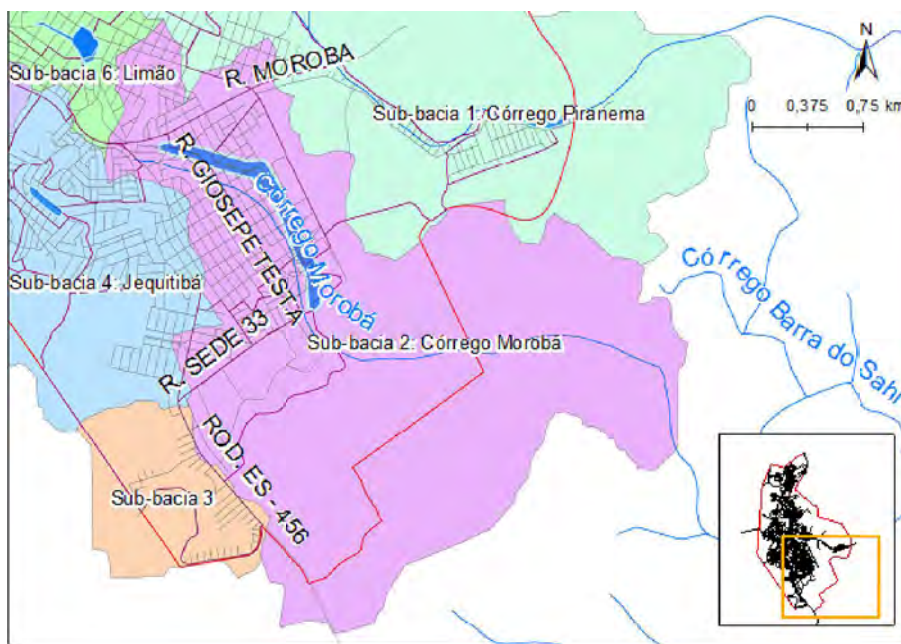 N
Sub-bacia 6: Limão
R. MOROBA
0 0,375 0,75 km
Sub-bacia 1: Córrego Piranema
R. GIOSEPE TESTA
Córrego Morobá
Sub-bacia 4: Jequitibá
Córrego Barra do Sahi
R. SEDE 33
Sub-bacia 2: Córrego Morobá
ROD. ES - 456
Sub-bacia 3